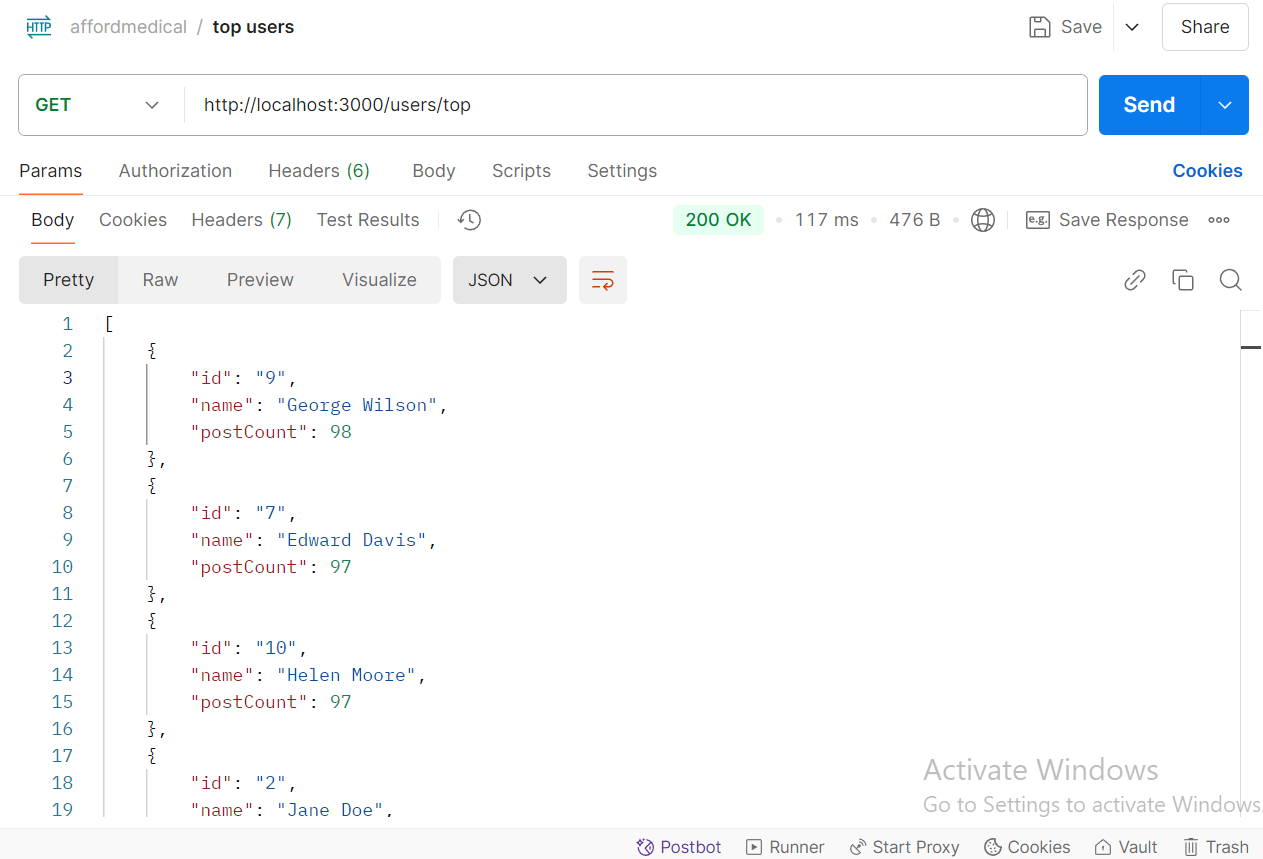 HTTP affordmedical / top users Save Share
GET http://localhost:3000/users/top Send
Params Authorization Headers (6) Body Scripts Settings Cookies
Body Cookies Headers (7) Test Results 200 OK 117 ms 476 B e.g. Save Response
Pretty Raw Preview Visualize JSON
1 [
2 {
3 "id": "9",
4 "name": "George Wilson",
5 "postCount": 98
6 },
7 {
8 "id": "7",
9 "name": "Edward Davis",
10 "postCount": 97
11 },
12 {
13 "id": "10",
14 "name": "Helen Moore",
15 "postCount": 97
16 },
17 {
18 "id": "2",
19 "name": "Jane Doe",
Activate Windows
Go to Settings to activate Windows.
Postbot Runner Start Proxy Cookies Vault Trash